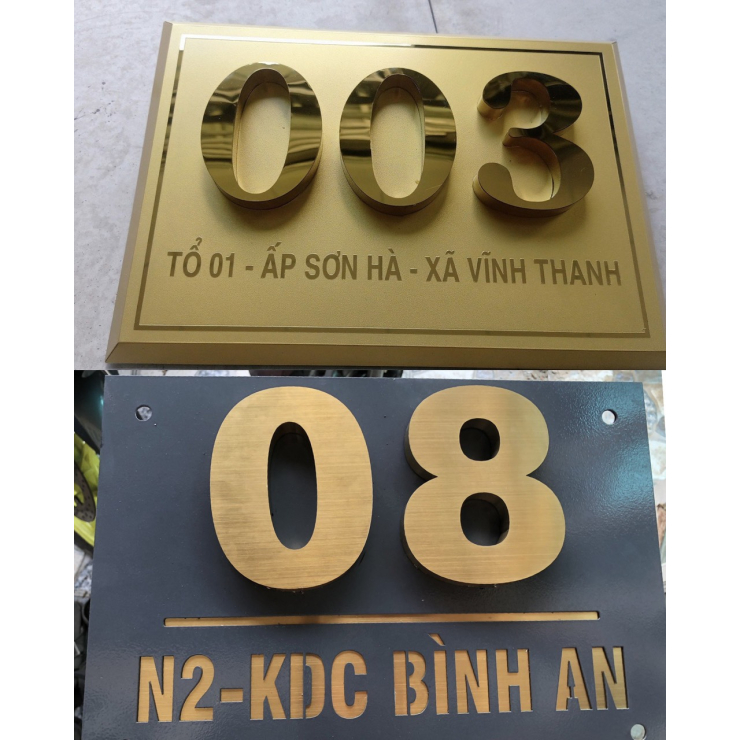 003
TỔ 01 - ẤP SƠN HÀ - XÃ VĨNH THANH
08
N2-KDC BÌNH AN